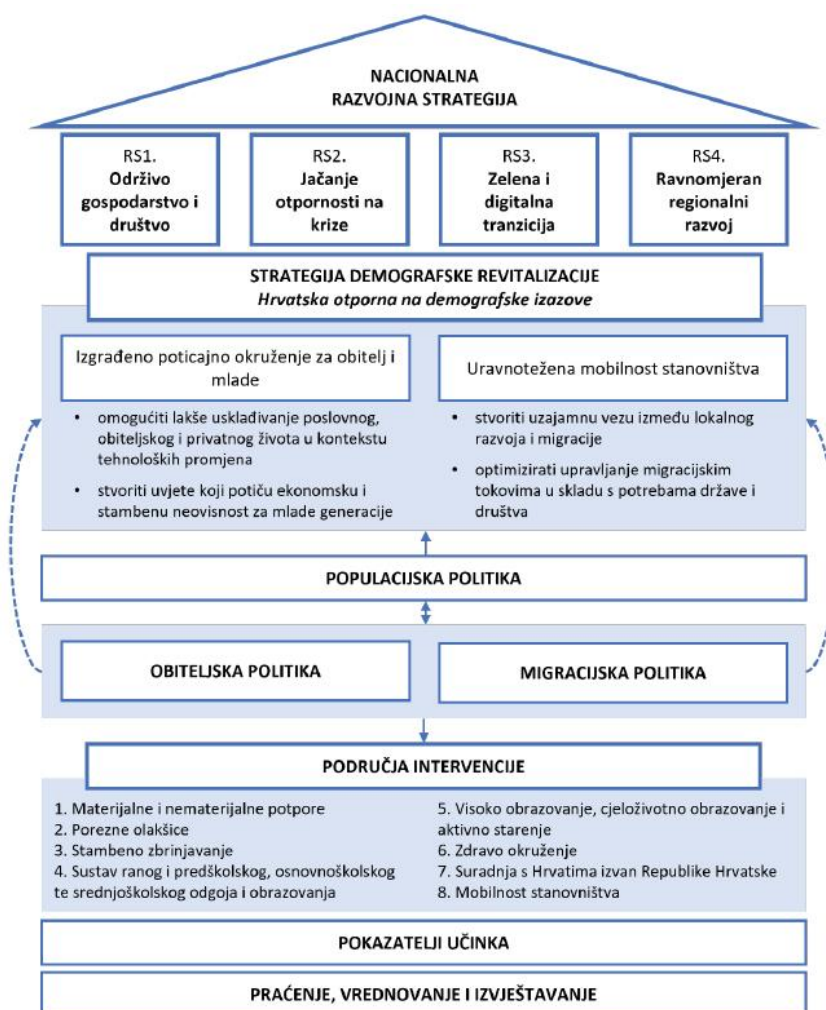 NACIONALNA
RAZVOJNA STRATEGIJA
RS1.
Održivo
gospodarstvo i
društvo
RS2.
Jačanje
otpornosti na
krize
RS3.
Zelena i
digitalna
tranzicija
RS4.
Ravnomjeran
regionalni
razvoj
STRATEGIJA DEMOGRAFSKE REVITALIZACIJE
Hrvatska otporna na demografske izazove
Izgrađeno poticajno okruženje za obitelj i
mlade
• omogućiti lakše usklađivanje poslovnog,
obiteljskog i privatnog života u kontekstu
tehnoloških promjena
• stvoriti uvjete koji potiču ekonomsku i
stambenu neovisnost za mlade generacije
Uravnotežena mobilnost stanovništva
• stvoriti uzajamnu vezu između lokalnog
razvoja i migracije
• optimizirati upravljanje migracijskim
tokovima u skladu s potrebama države i
društva
POPULACIJSKA POLITIKA
OBITELJSKA POLITIKA
MIGRACIJSKA POLITIKA
PODRUČJA INTERVENCIJE
1. Materijalne i nematerijalne potpore
2. Porezne olakšice
3. Stambeno zbrinjavanje
4. Sustav ranog i predškolskog, osnovnoškolskog
te srednjoškolskog odgoja i obrazovanja
5. Visoko obrazovanje, cjeloživotno obrazovanje i
aktivno starenje
6. Zdravo okruženje
7. Suradnja s Hrvatima izvan Republike Hrvatske
8. Mobilnost stanovništva
POKAZATELJI UČINKA
PRAĆENJE, VREDNOVANJE I IZVJEŠTAVANJE